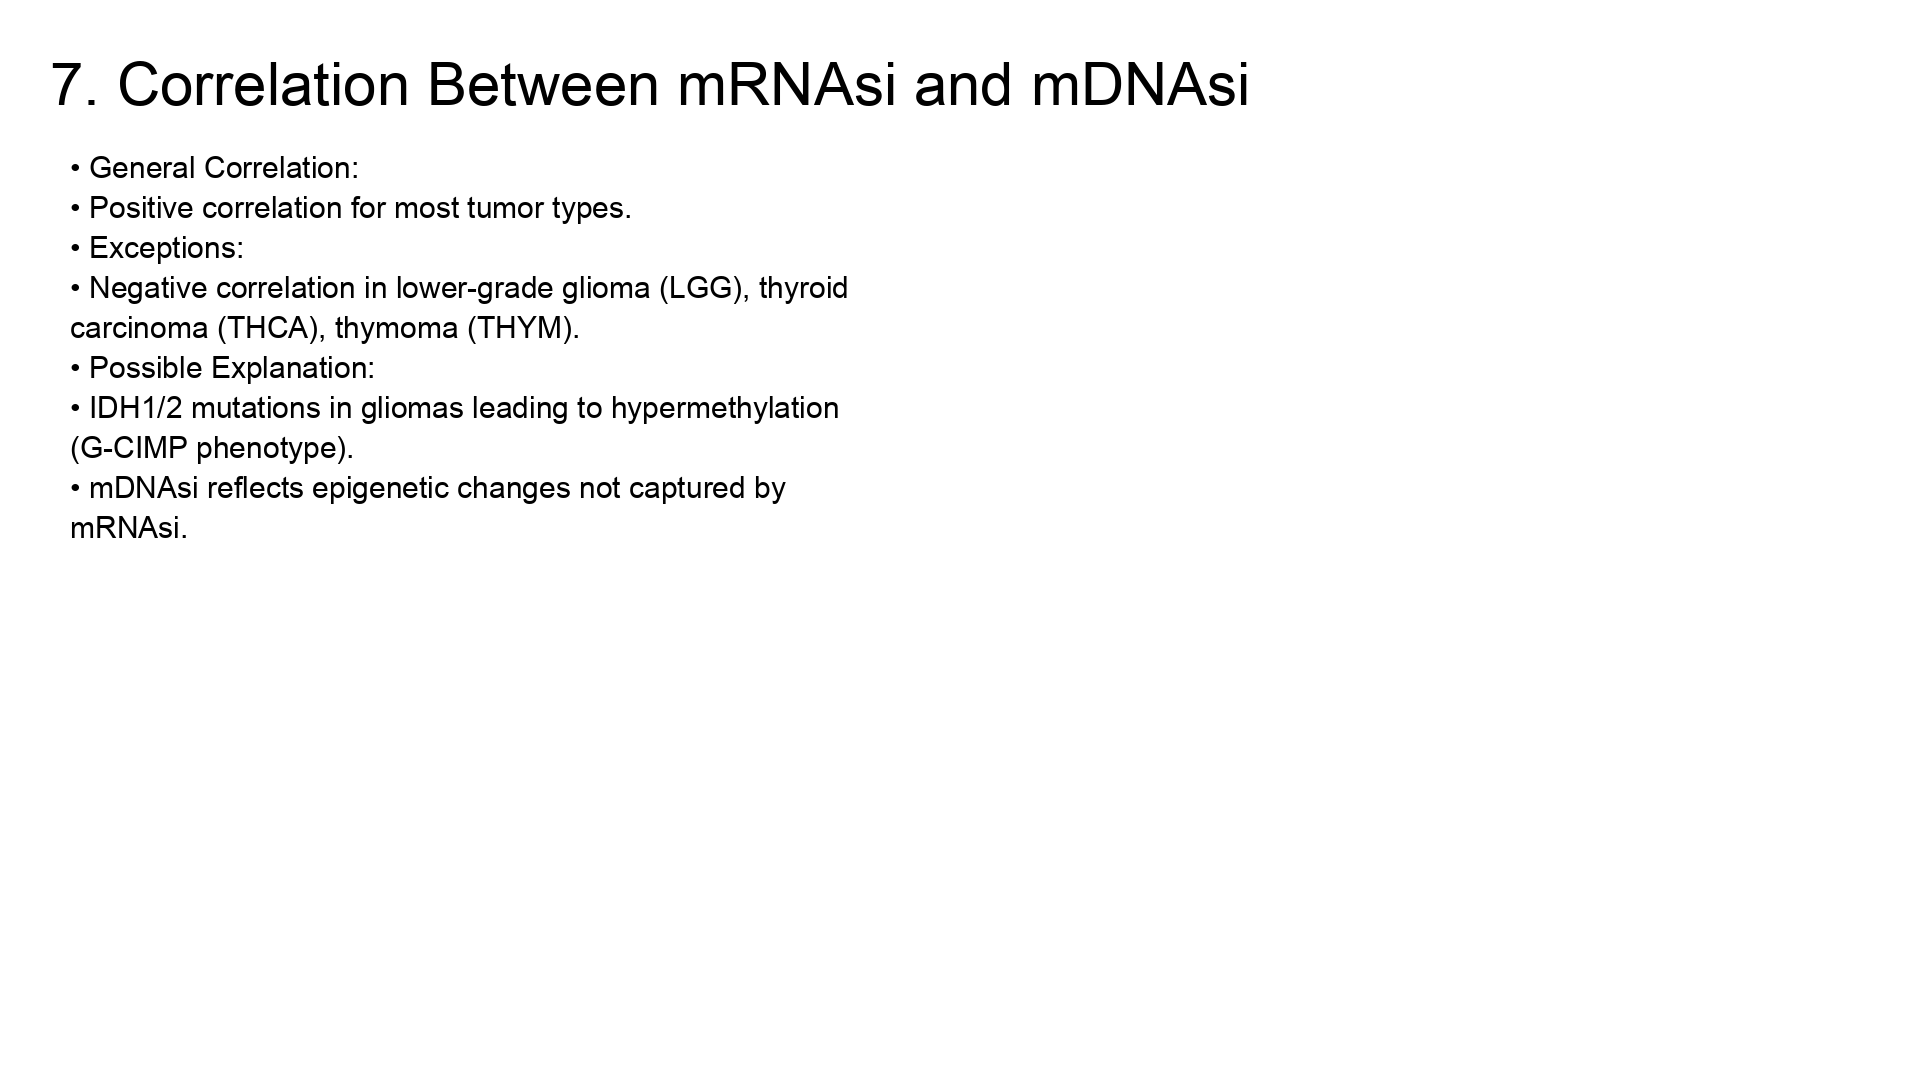 7. Correlation Between mRNAsi and mDNAsi
• General Correlation:
• Positive correlation for most tumor types.
• Exceptions:
• Negative correlation in lower-grade glioma (LGG), thyroid
carcinoma (THCA), thymoma (THYM).
• Possible Explanation:
• IDH1/2 mutations in gliomas leading to hypermethylation
(G-CIMP phenotype).
• mDNAsi reflects epigenetic changes not captured by
mRNAsi.